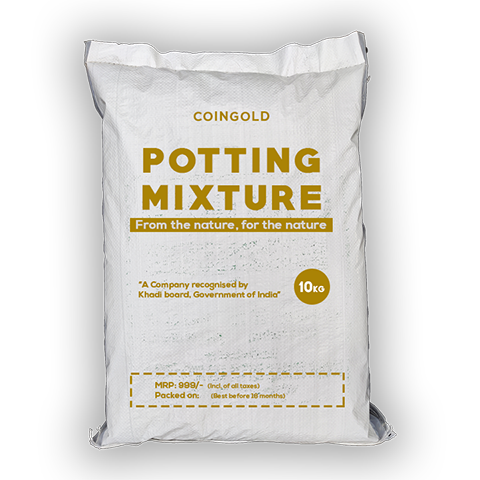 COINGOLD
POTTING
MIXTURE
From the nature, for the nature
"A Company recognised by
Khadi board, Government of India"
10KG
MRP: 999/- (Incl. of all taxes)
Packed on; (Best before 18 months)